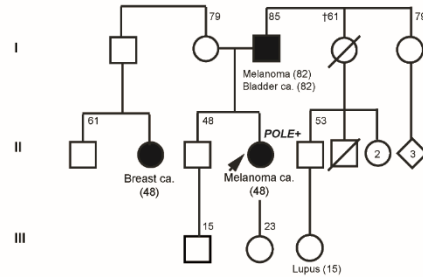 79 85 †61 79
I
Melanoma (82)
Bladder ca. (82)
POLE+
61 48 53
II
2 3
Breast ca.
(48)
Melanoma ca.
(48)
15 23
III
Lupus (15)